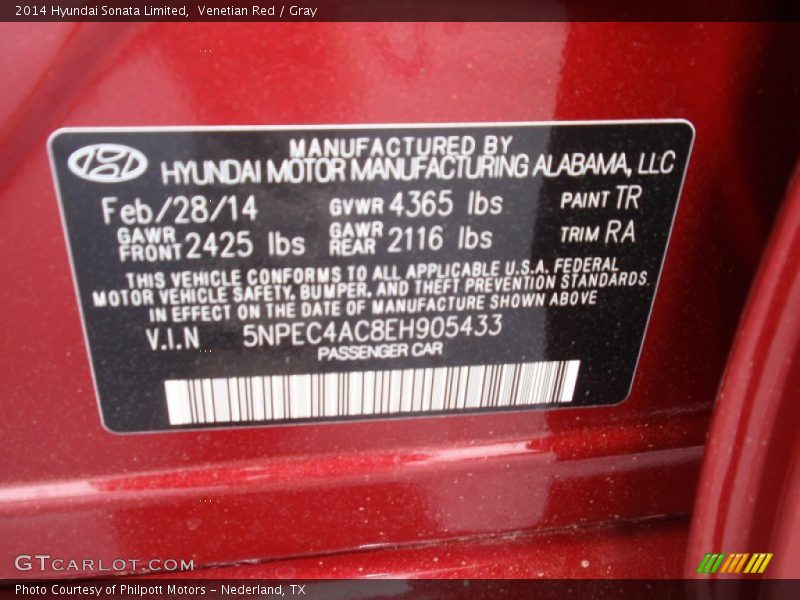 2014 Hyundai Sonata Limited,  Venetian Red / Gray
MANUFACTURED BY
HYUNDAI MOTOR MANUFACTURING ALABAMA, LLC
Feb/28/14 GVWR 4365 lbs PAINT TR
GAWR FRONT 2425 lbs GAWR REAR 2116 lbs TRIM RA
THIS VEHICLE CONFORMS TO ALL APPLICABLE U.S.A. FEDERAL
MOTOR VEHICLE SAFETY, BUMPER, AND THEFT PREVENTION STANDARDS.
IN EFFECT ON THE DATE OF MANUFACTURE SHOWN ABOVE
V.I.N 5NPEC4AC8EH905433
PASSENGER CAR
GTCARLOT.COM
Photo Courtesy of Philpott Motors - Nederland, TX